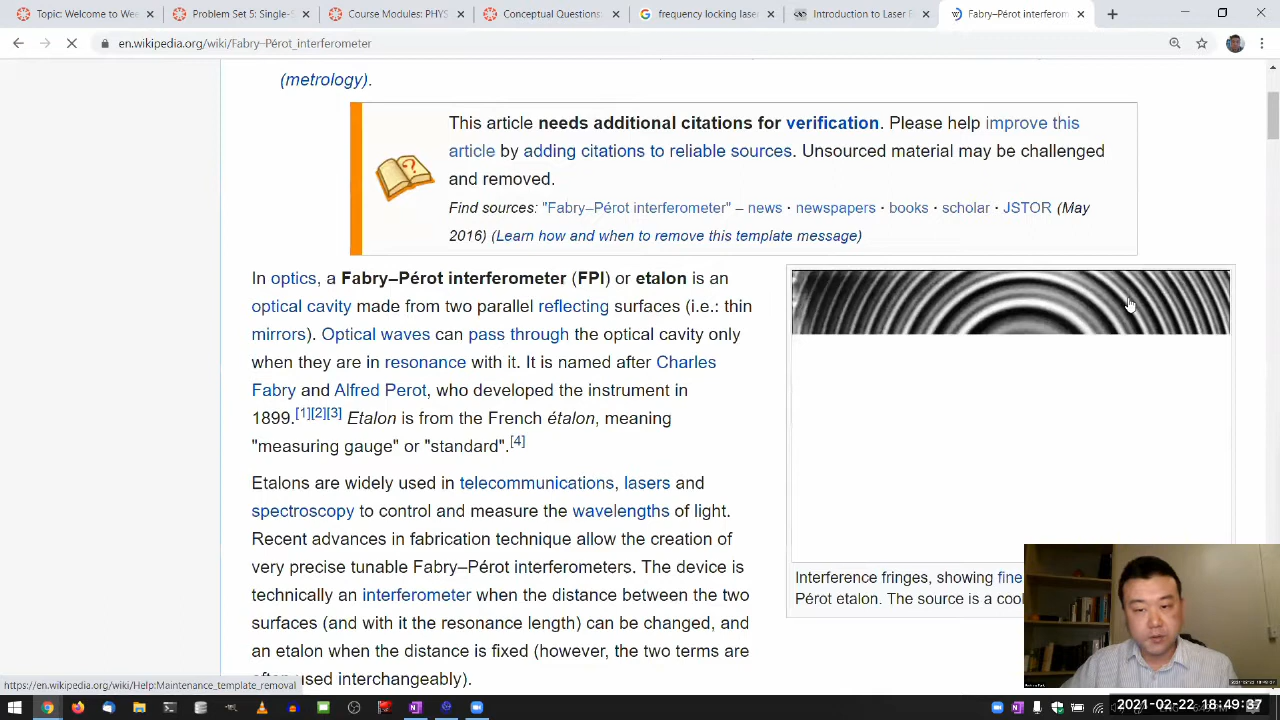 Topic: Welcome to We
Problem Set 5: Single-S
Course Modules: PHYS
Conceptual Questions
frequency locking lase
Introduction to Laser B
Fabry–Pérot interferom
en.wikipedia.org/wiki/Fabry–Pérot_interferometer
(metrology).
This article needs additional citations for verification. Please help improve this
article by adding citations to reliable sources. Unsourced material may be challenged
and removed.
Find sources: "Fabry–Pérot interferometer" – news · newspapers · books · scholar · JSTOR (May
2016) (Learn how and when to remove this template message)
In optics, a Fabry–Pérot interferometer (FPI) or etalon is an
optical cavity made from two parallel reflecting surfaces (i.e.: thin
mirrors). Optical waves can pass through the optical cavity only
when they are in resonance with it. It is named after Charles
Fabry and Alfred Perot, who developed the instrument in
1899.[1][2][3] Etalon is from the French étalon, meaning
"measuring gauge" or "standard".[4]
Etalons are widely used in telecommunications, lasers and
spectroscopy to control and measure the wavelengths of light.
Recent advances in fabrication technique allow the creation of
very precise tunable Fabry–Pérot interferometers. The device is
technically an interferometer when the distance between the two
surfaces (and with it the resonance length) can be changed, and
an etalon when the distance is fixed (however, the two terms are
often used interchangeably).
Interference fringes, showing fine
Pérot etalon. The source is a cool
https://en.wikipedia.org/wiki/Help:Maintenance_template_removal
2021-02-22 18:49:37